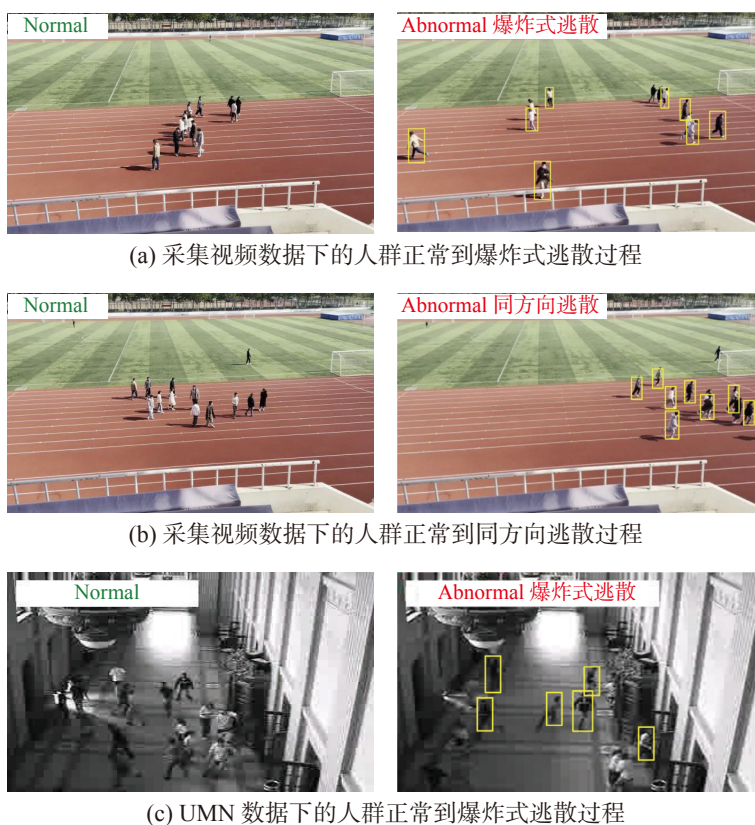 Normal
Abnormal 爆炸式逃散
(a) 采集视频数据下的人群正常到爆炸式逃散过程
Normal
Abnormal 同方向逃散
(b) 采集视频数据下的人群正常到同方向逃散过程
Normal
Abnormal 爆炸式逃散
(c) UMN 数据下的人群正常到爆炸式逃散过程